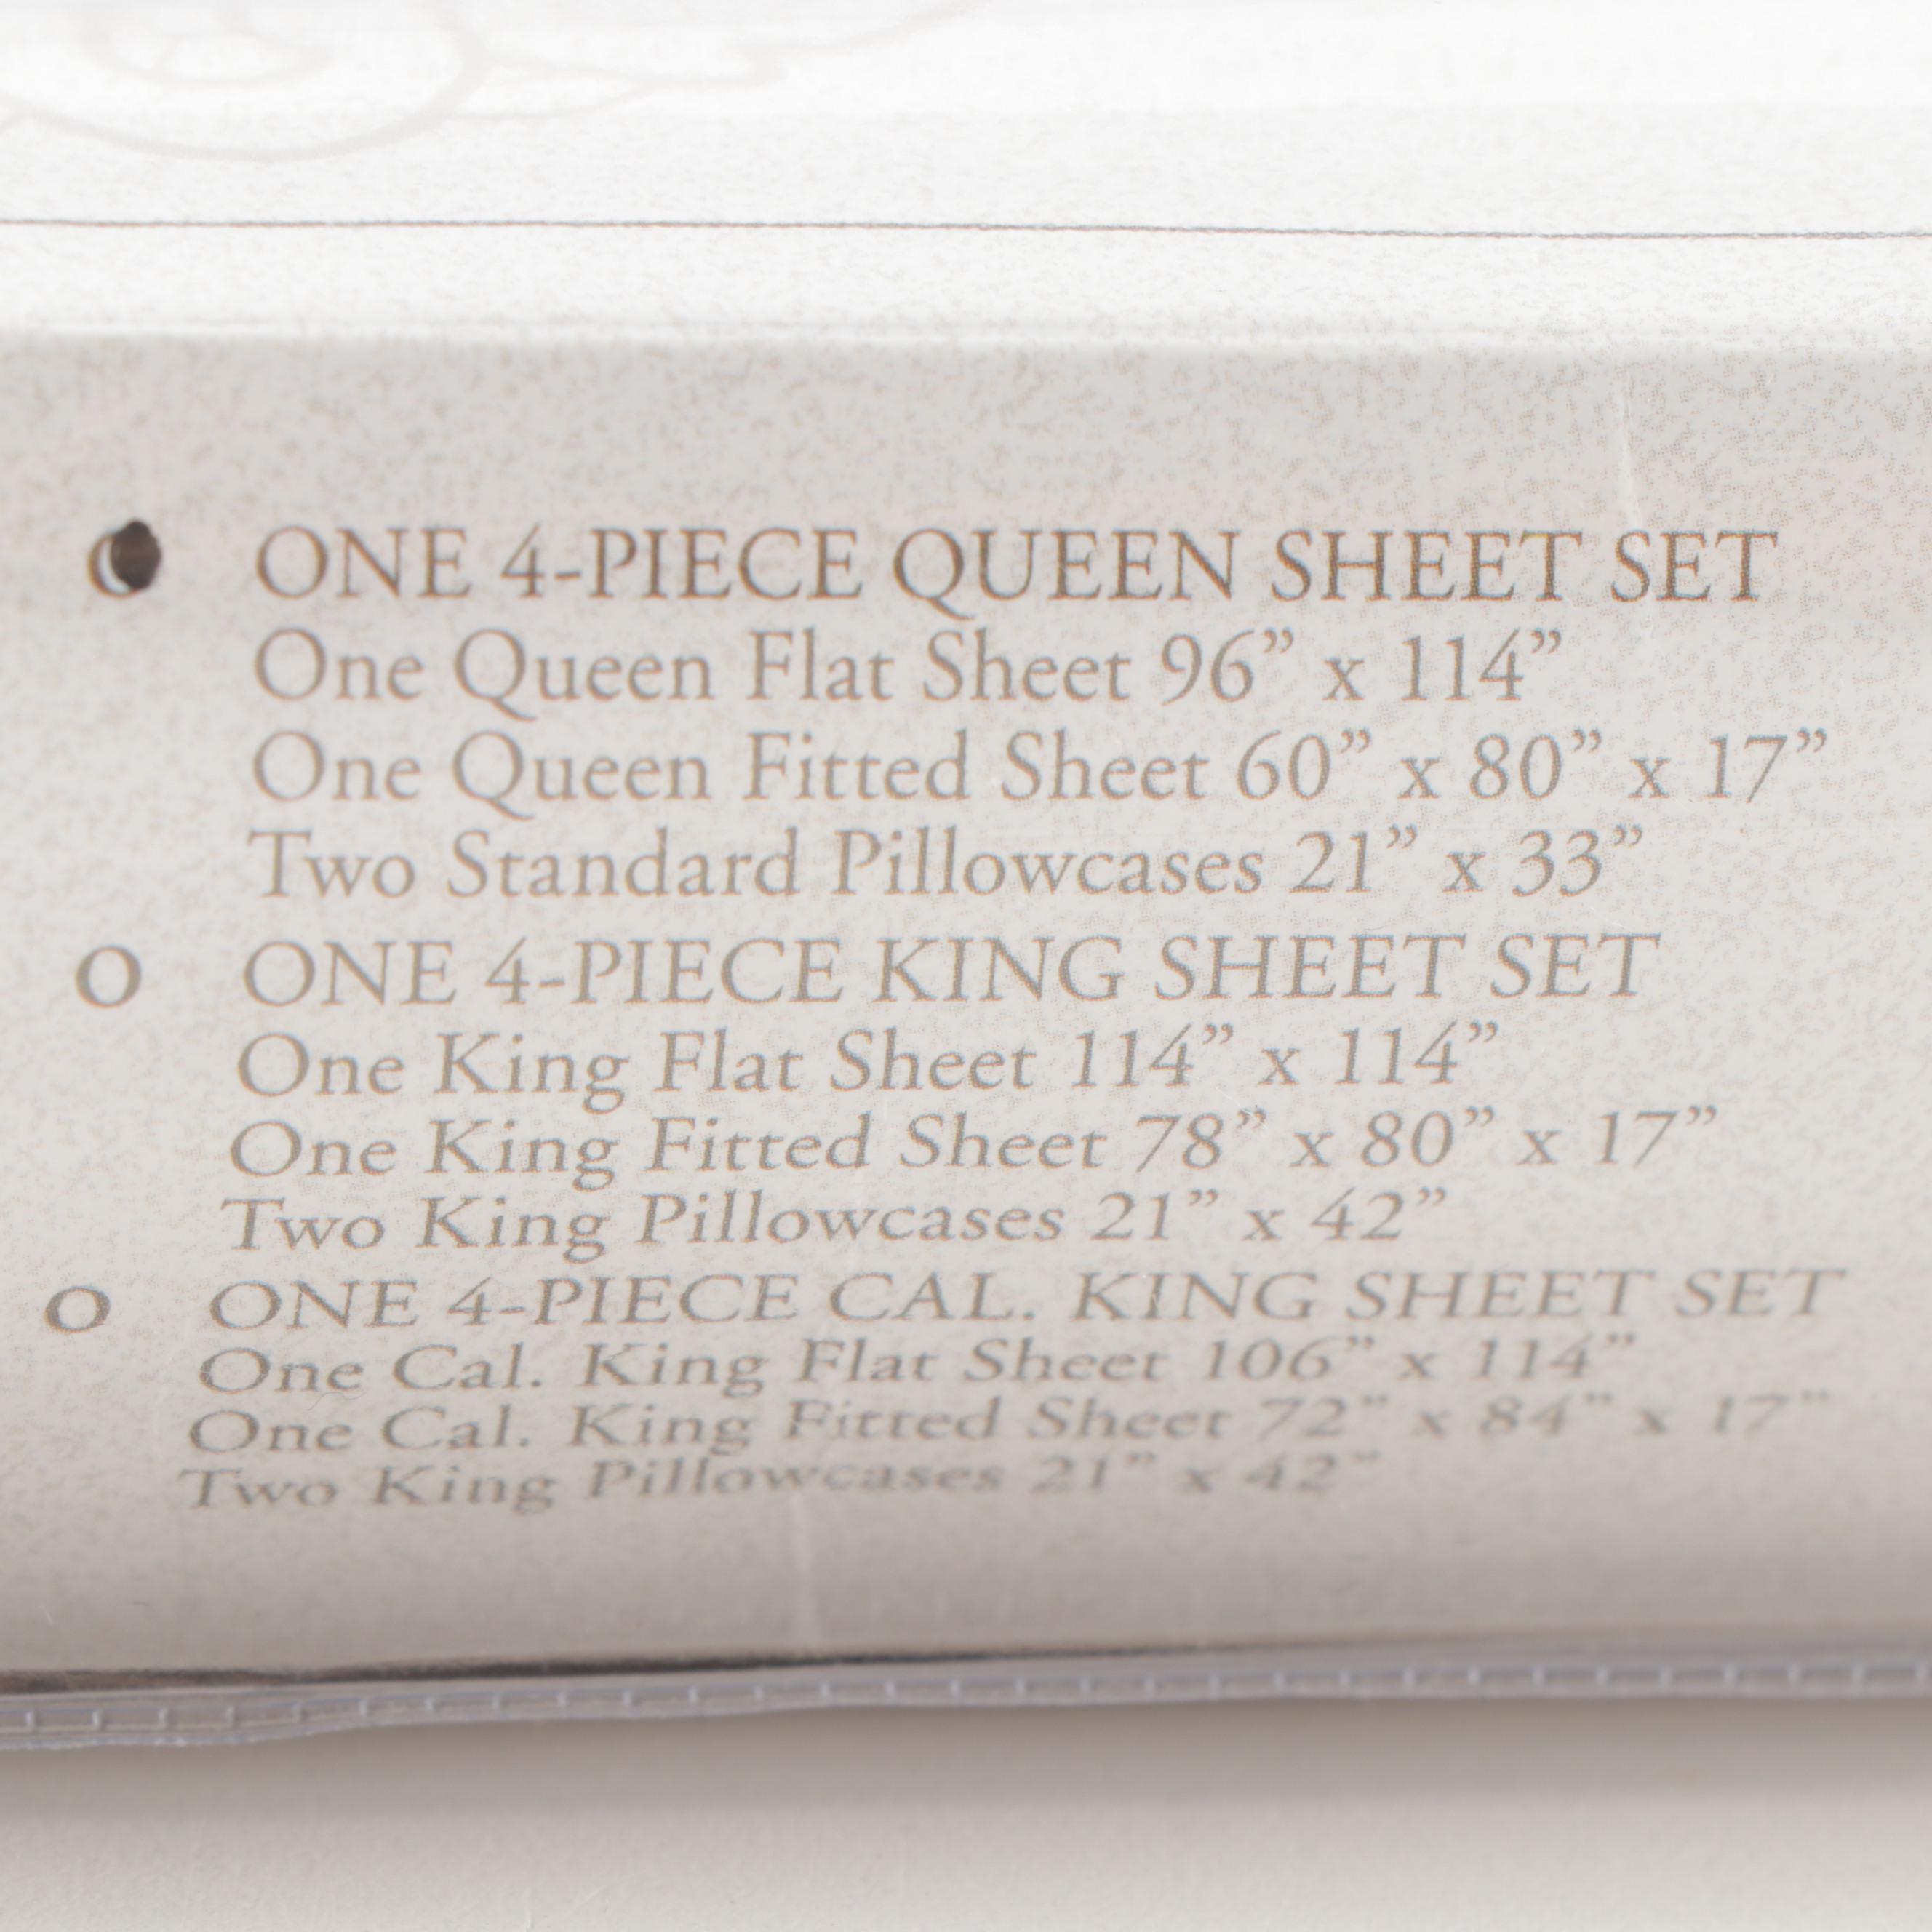 ONE 4-PIECE QUEEN SHEET SET
One Queen Flat Sheet 96” x 114”
One Queen Fitted Sheet 60” x 80” x 17”
Two Standard Pillowcases 21” x 33”
O ONE 4-PIECE KING SHEET SET
One King Flat Sheet 114” x 114”
One King Fitted Sheet 78” x 80” x 17”
Two King Pillowcases 21” x 42”
O ONE 4-PIECE CAL. KING SHEET SET
One Cal. King Flat Sheet 106” x 114”
One Cal. King Fitted Sheet 72” x 84” x 17”
Two King Pillowcases 21” x 42”